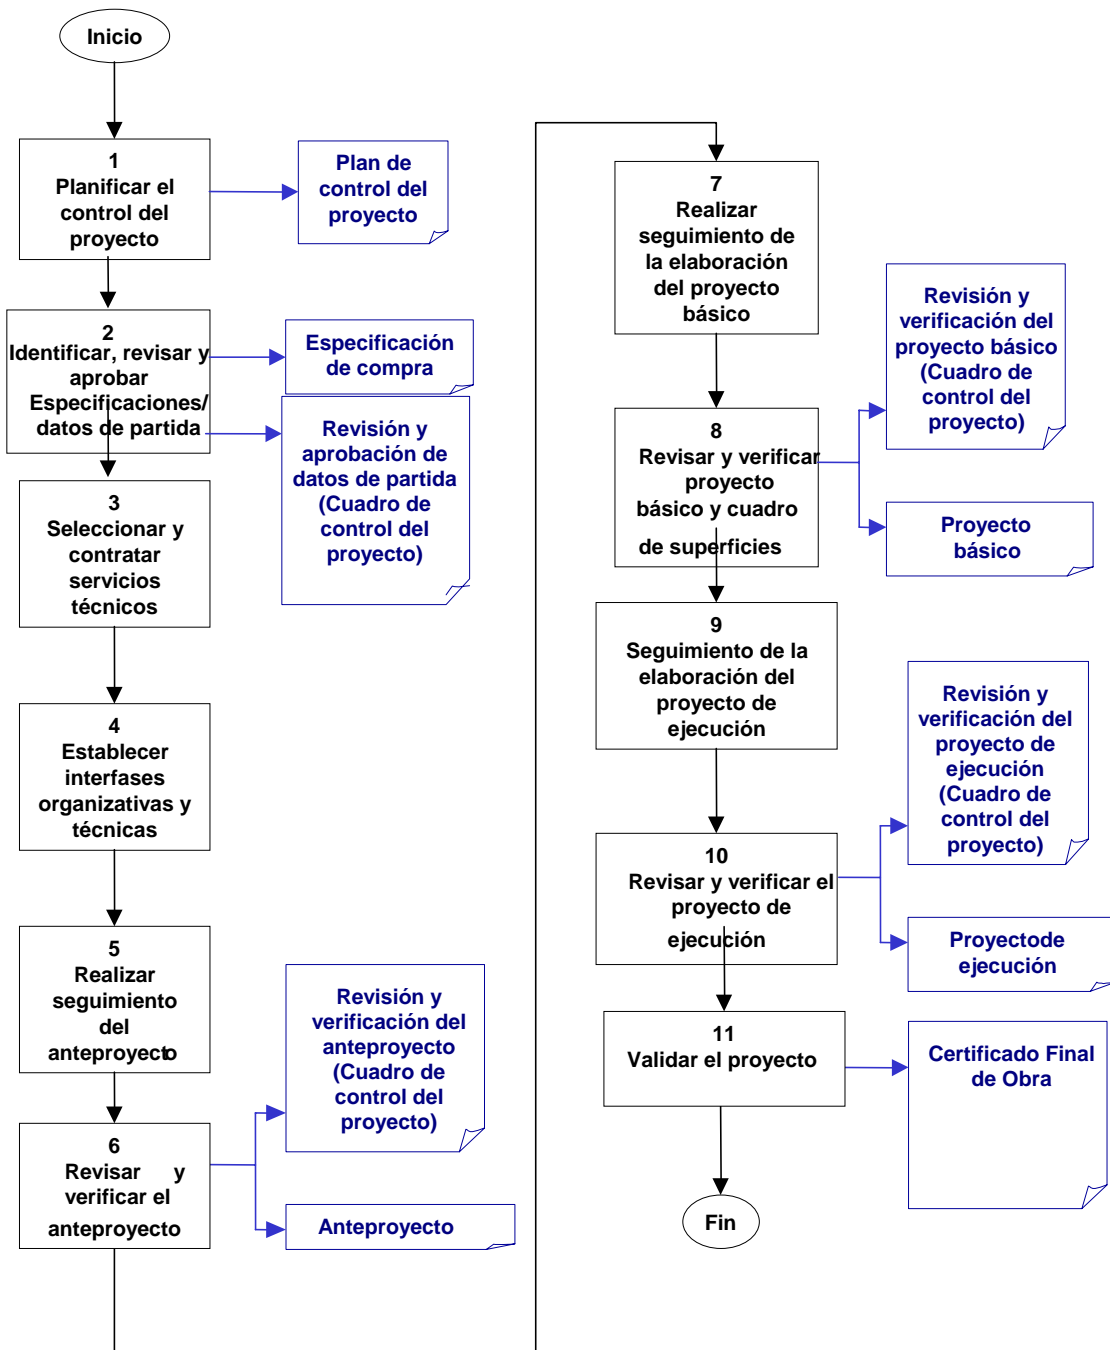 Inicio
1
Planificar el
control del
proyecto
Plan de
control del
proyecto
2
Identificar, revisar y
aprobar
Especificaciones/
datos de partida
Especificación
de compra
Revisión y
aprobación de
datos de partida
(Cuadro de
control del
proyecto)
3
Seleccionar y
contratar
servicios
técnicos
4
Establecer
interfases
organizativas y
técnicas
5
Realizar
seguimiento
del
anteproyecto
6
Revisar y
verificar el
anteproyecto
Revisión y
verificación del
anteproyecto
(Cuadro de
control del
proyecto)
Anteproyecto
7
Realizar
seguimiento de
la elaboración
del proyecto
básico
8
Revisar y verificar
proyecto
básico y cuadro
de superficies
Revisión y
verificación del
proyecto básico
(Cuadro de
control del
proyecto)
Proyecto
básico
9
Seguimiento de la
elaboración del
proyecto de
ejecución
10
Revisar y verificar el
proyecto de
ejecución
Revisión y
verificación del
proyecto de
ejecución
(Cuadro de
control del
proyecto)
Proyectode
ejecución
11
Validar el proyecto
Certificado Final
de Obra
Fin